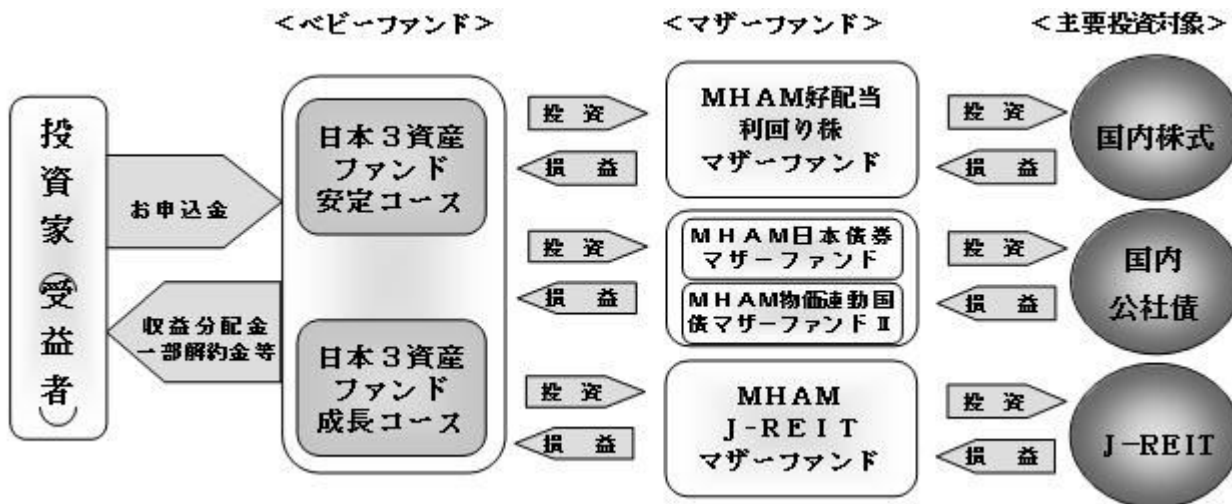 ＜ベビーファンド＞
＜マザーファンド＞
＜主要投資対象＞
投資家（受益者）
お申込金
収益分配金
一部解約金等
日本３資産
ファンド
安定コース
日本３資産
ファンド
成長コース
投資
損益
投資
損益
投資
損益
ＭＨＡＭ好配当
利回り株
マザーファンド
ＭＨＡＭ日本債券
マザーファンド
ＭＨＡＭ物価連動国
債マザーファンドⅡ
ＭＨＡＭ
Ｊ-ＲＥＩＴ
マザーファンド
投資
損益
投資
損益
投資
損益
国内株式
国内
公社債
J-REIT